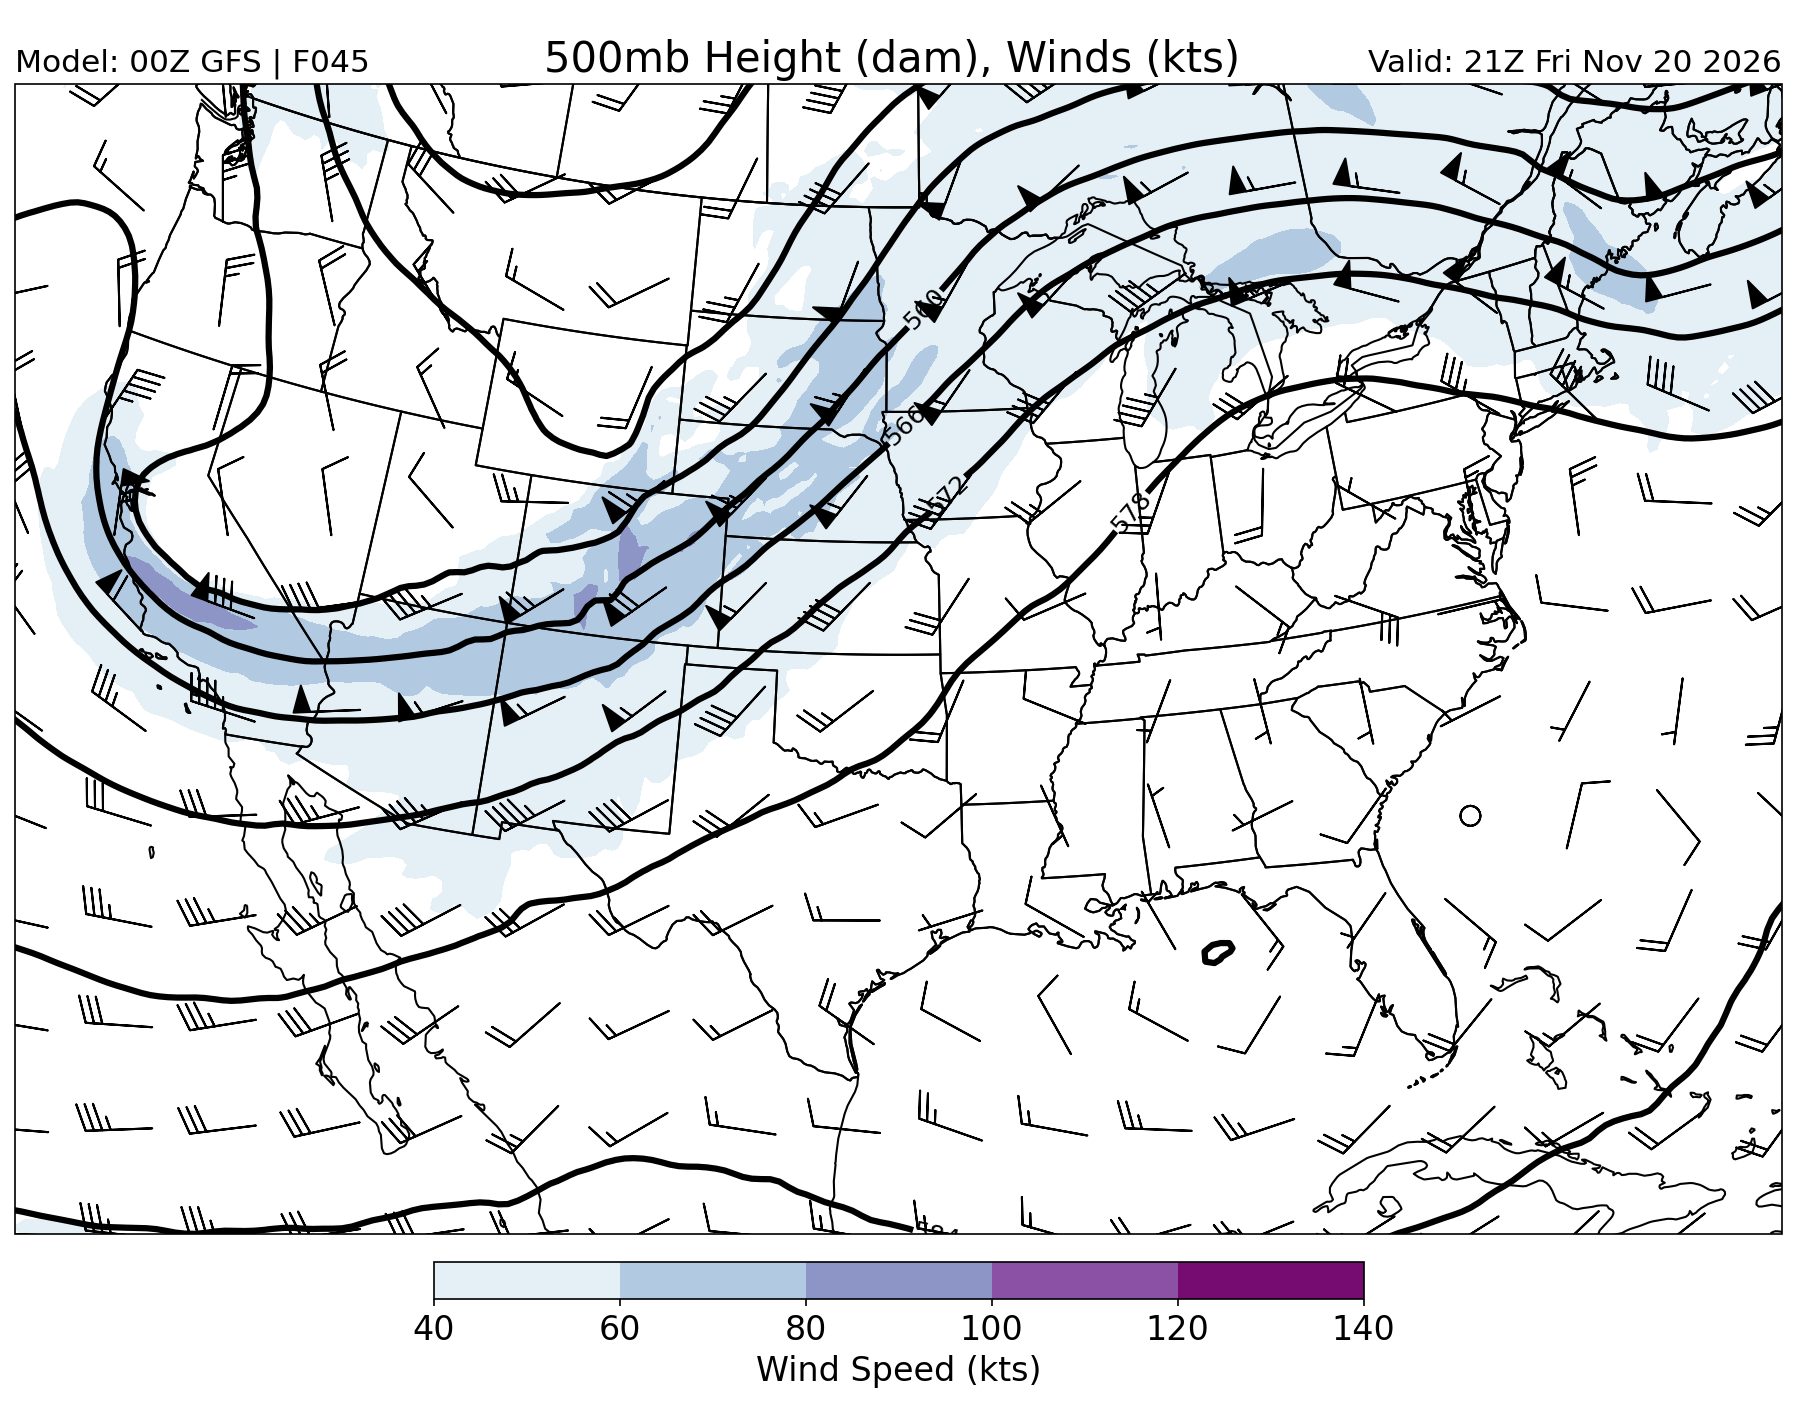 Model: 00Z GFS | F045
500mb Height (dam), Winds (kts)
Valid: 21Z Fri Nov 20 2026
566
572
578
40 60 80 100 120 140
Wind Speed (kts)